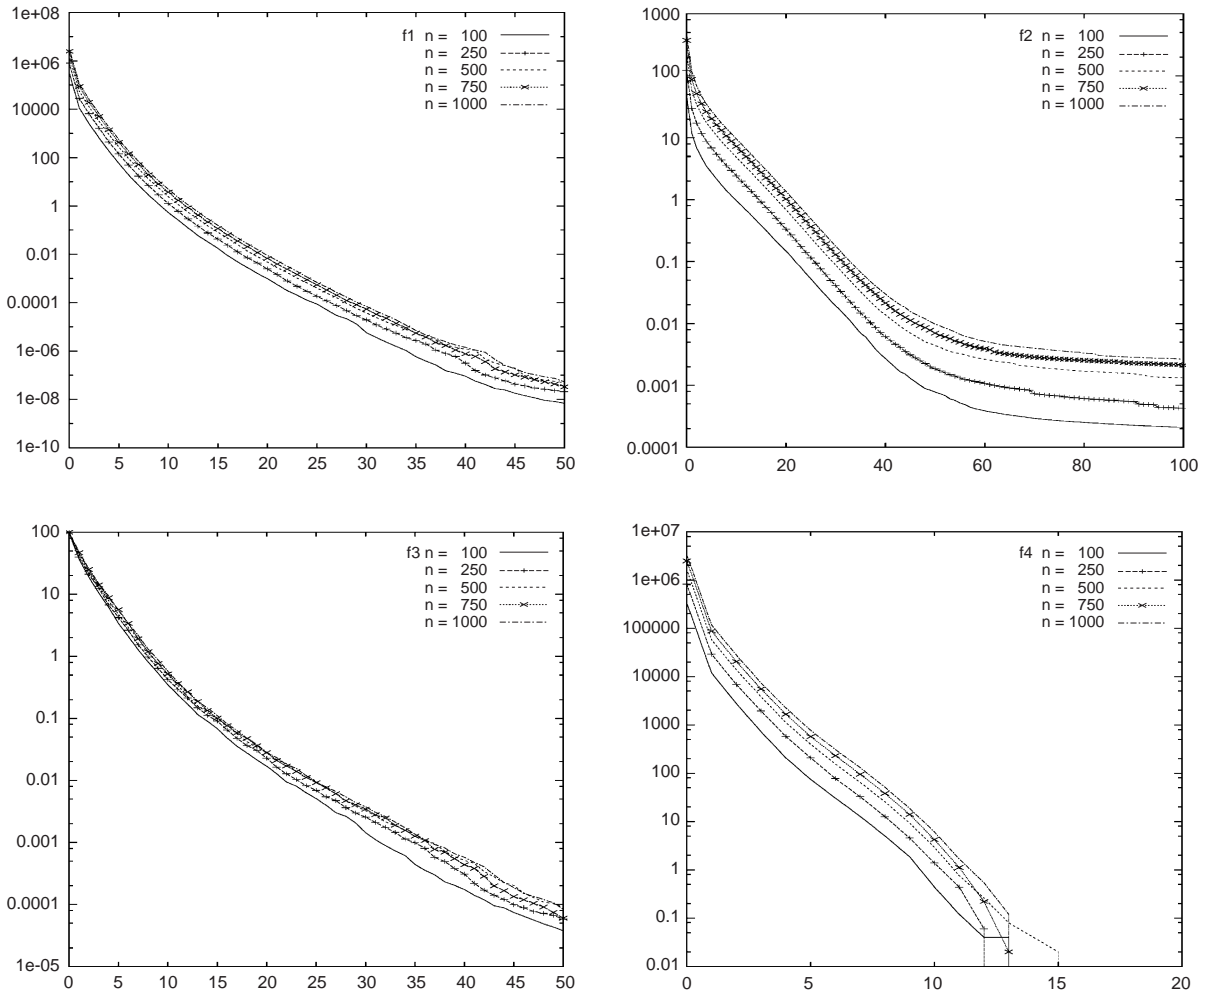 1e+08
1e+06
10000
100
1
0.01
0.0001
1e-06
1e-08
1e-10
0 5 10 15 20 25 30 35 40 45 50
f1 n = 100
n = 250
n = 500
n = 750
n = 1000
1000
100
10
1
0.1
0.01
0.001
0.0001
0 20 40 60 80 100
f2 n = 100
n = 250
n = 500
n = 750
n = 1000
100
10
1
0.1
0.01
0.001
0.0001
1e-05
0 5 10 15 20 25 30 35 40 45 50
f3 n = 100
n = 250
n = 500
n = 750
n = 1000
1e+07
1e+06
100000
10000
1000
100
10
1
0.1
0.01
0 5 10 15 20
f4 n = 100
n = 250
n = 500
n = 750
n = 1000